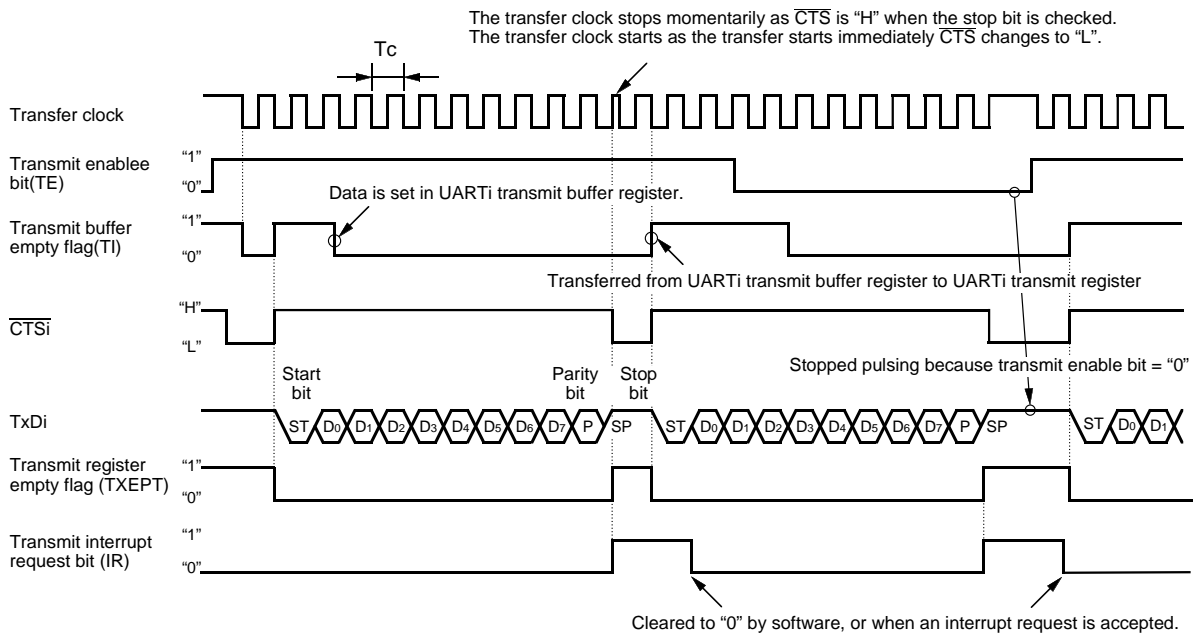 The transfer clock stops momentarily as CTS is “H” when the stop bit is checked.
The transfer clock starts as the transfer starts immediately CTS changes to “L”.
Tc
Transfer clock
Transmit enablee
bit(TE)
“1”
“0”
Data is set in UARTi transmit buffer register.
Transmit buffer
empty flag(TI)
“1”
“0”
Transferred from UARTi transmit buffer register to UARTi transmit register
CTSi
“H”
“L”
Stopped pulsing because transmit enable bit = “0”
Start
bit
Parity
bit
Stop
bit
TxDi
ST D0 D1 D2 D3 D4 D5 D6 D7 P SP ST D0 D1 D2 D3 D4 D5 D6 D7 P SP ST D0 D1
Transmit register
empty flag (TXEPT)
“1”
“0”
Transmit interrupt
request bit (IR)
“1”
“0”
Cleared to “0” by software, or when an interrupt request is accepted.